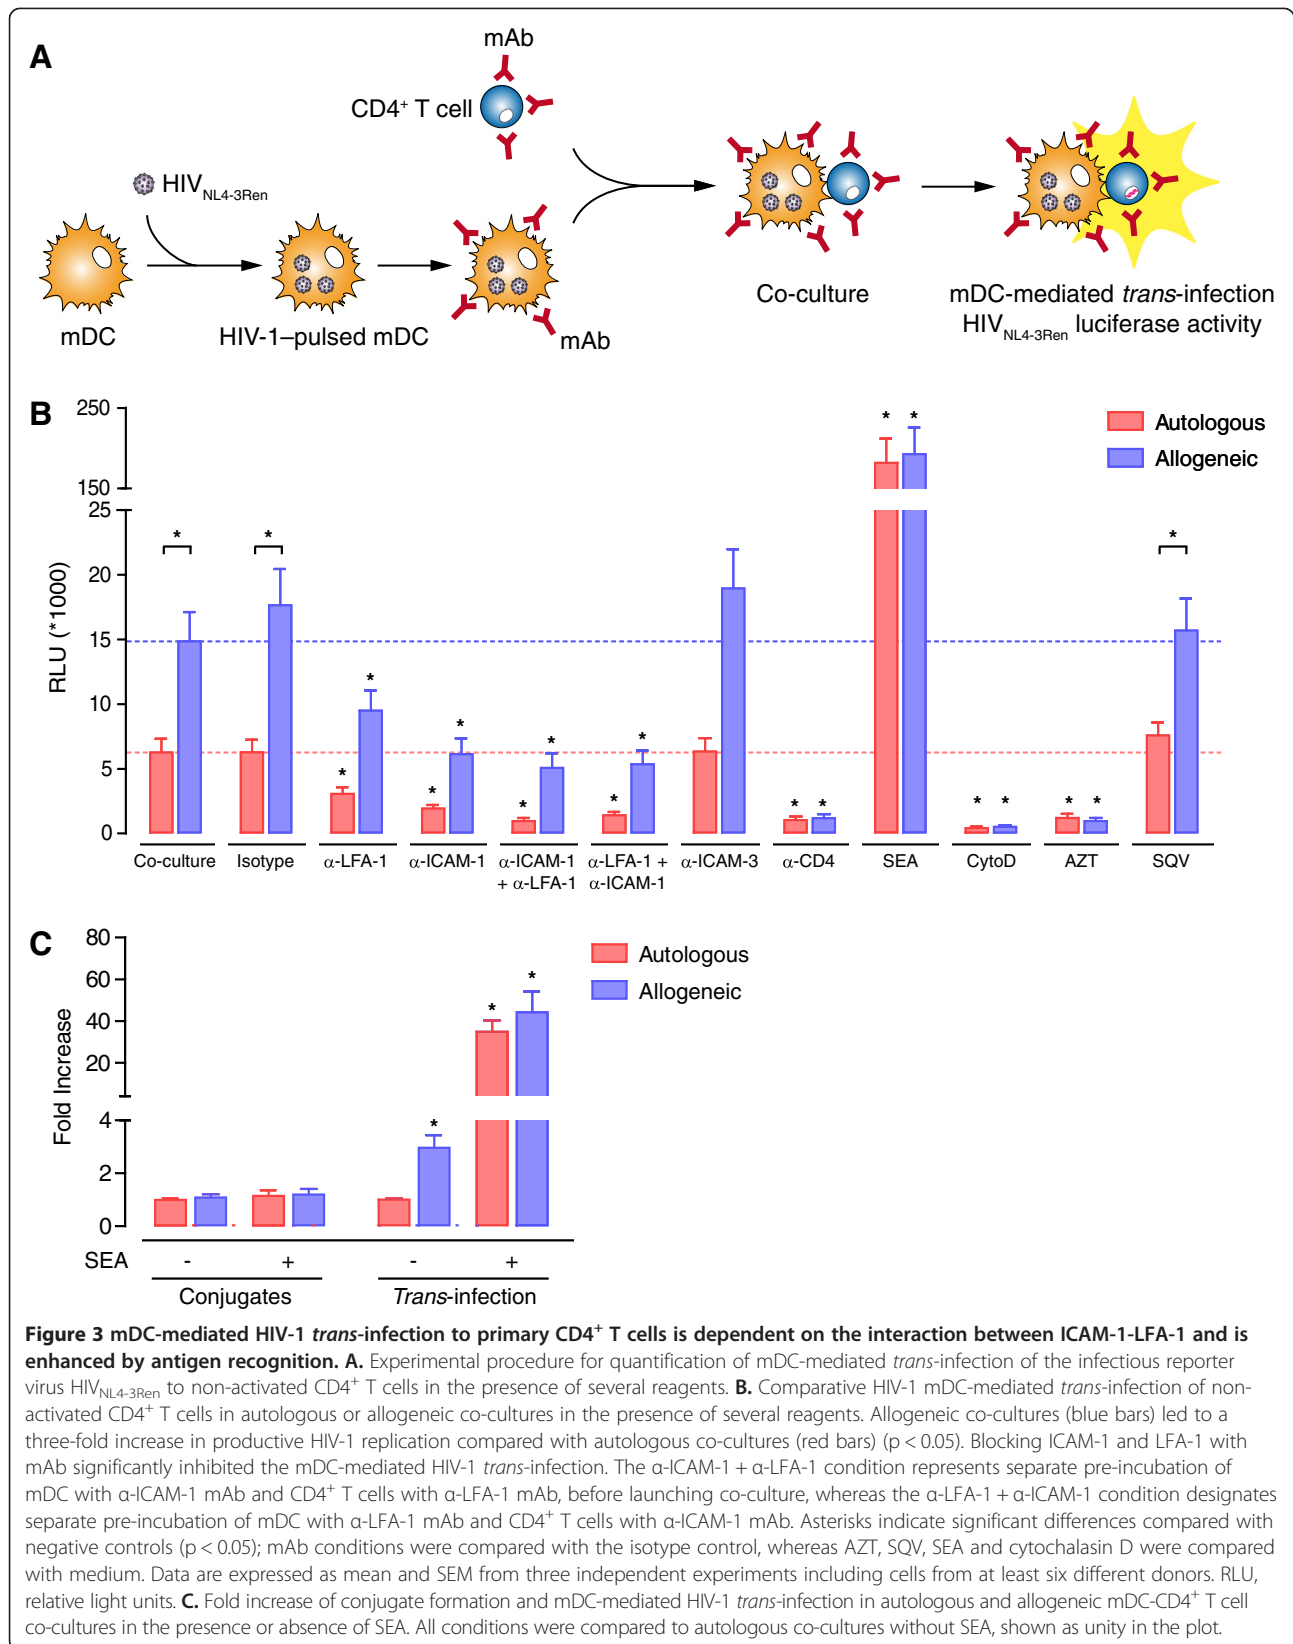 A
mAb
CD4+ T cell
HIVNL4-3Ren
mDC
HIV-1–pulsed mDC
mAb
Co-culture
mDC-mediated trans-infection
HIVNL4-3Ren luciferase activity
B
250
150
25
20
15
10
5
0
RLU (*1000)
Autologous
Allogeneic
* * * * * * * * * * * * * * * * * * *
Co-culture Isotype α-LFA-1 α-ICAM-1 α-ICAM-1 + α-LFA-1 α-LFA-1 + α-ICAM-1 α-ICAM-3 α-CD4 SEA CytoD AZT SQV
C
80
60
40
20
4
2
0
Fold Increase
Autologous
Allogeneic
* * *
SEA - + - +
Conjugates Trans-infection
Figure 3 mDC-mediated HIV-1 trans-infection to primary CD4+ T cells is dependent on the interaction between ICAM-1-LFA-1 and is
enhanced by antigen recognition. A. Experimental procedure for quantification of mDC-mediated trans-infection of the infectious reporter
virus HIVNL4-3Ren to non-activated CD4+ T cells in the presence of several reagents. B. Comparative HIV-1 mDC-mediated trans-infection of non-
activated CD4+ T cells in autologous or allogeneic co-cultures in the presence of several reagents. Allogeneic co-cultures (blue bars) led to a
three-fold increase in productive HIV-1 replication compared with autologous co-cultures (red bars) (p < 0.05). Blocking ICAM-1 and LFA-1 with
mAb significantly inhibited the mDC-mediated HIV-1 trans-infection. The α-ICAM-1 + α-LFA-1 condition represents separate pre-incubation of
mDC with α-ICAM-1 mAb and CD4+ T cells with α-LFA-1 mAb, before launching co-culture, whereas the α-LFA-1 + α-ICAM-1 condition designates
separate pre-incubation of mDC with α-LFA-1 mAb and CD4+ T cells with α-ICAM-1 mAb. Asterisks indicate significant differences compared with
negative controls (p < 0.05); mAb conditions were compared with the isotype control, whereas AZT, SQV, SEA and cytochalasin D were compared
with medium. Data are expressed as mean and SEM from three independent experiments including cells from at least six different donors. RLU,
relative light units. C. Fold increase of conjugate formation and mDC-mediated HIV-1 trans-infection in autologous and allogeneic mDC-CD4+ T cell
co-cultures in the presence or absence of SEA. All conditions were compared to autologous co-cultures without SEA, shown as unity in the plot.